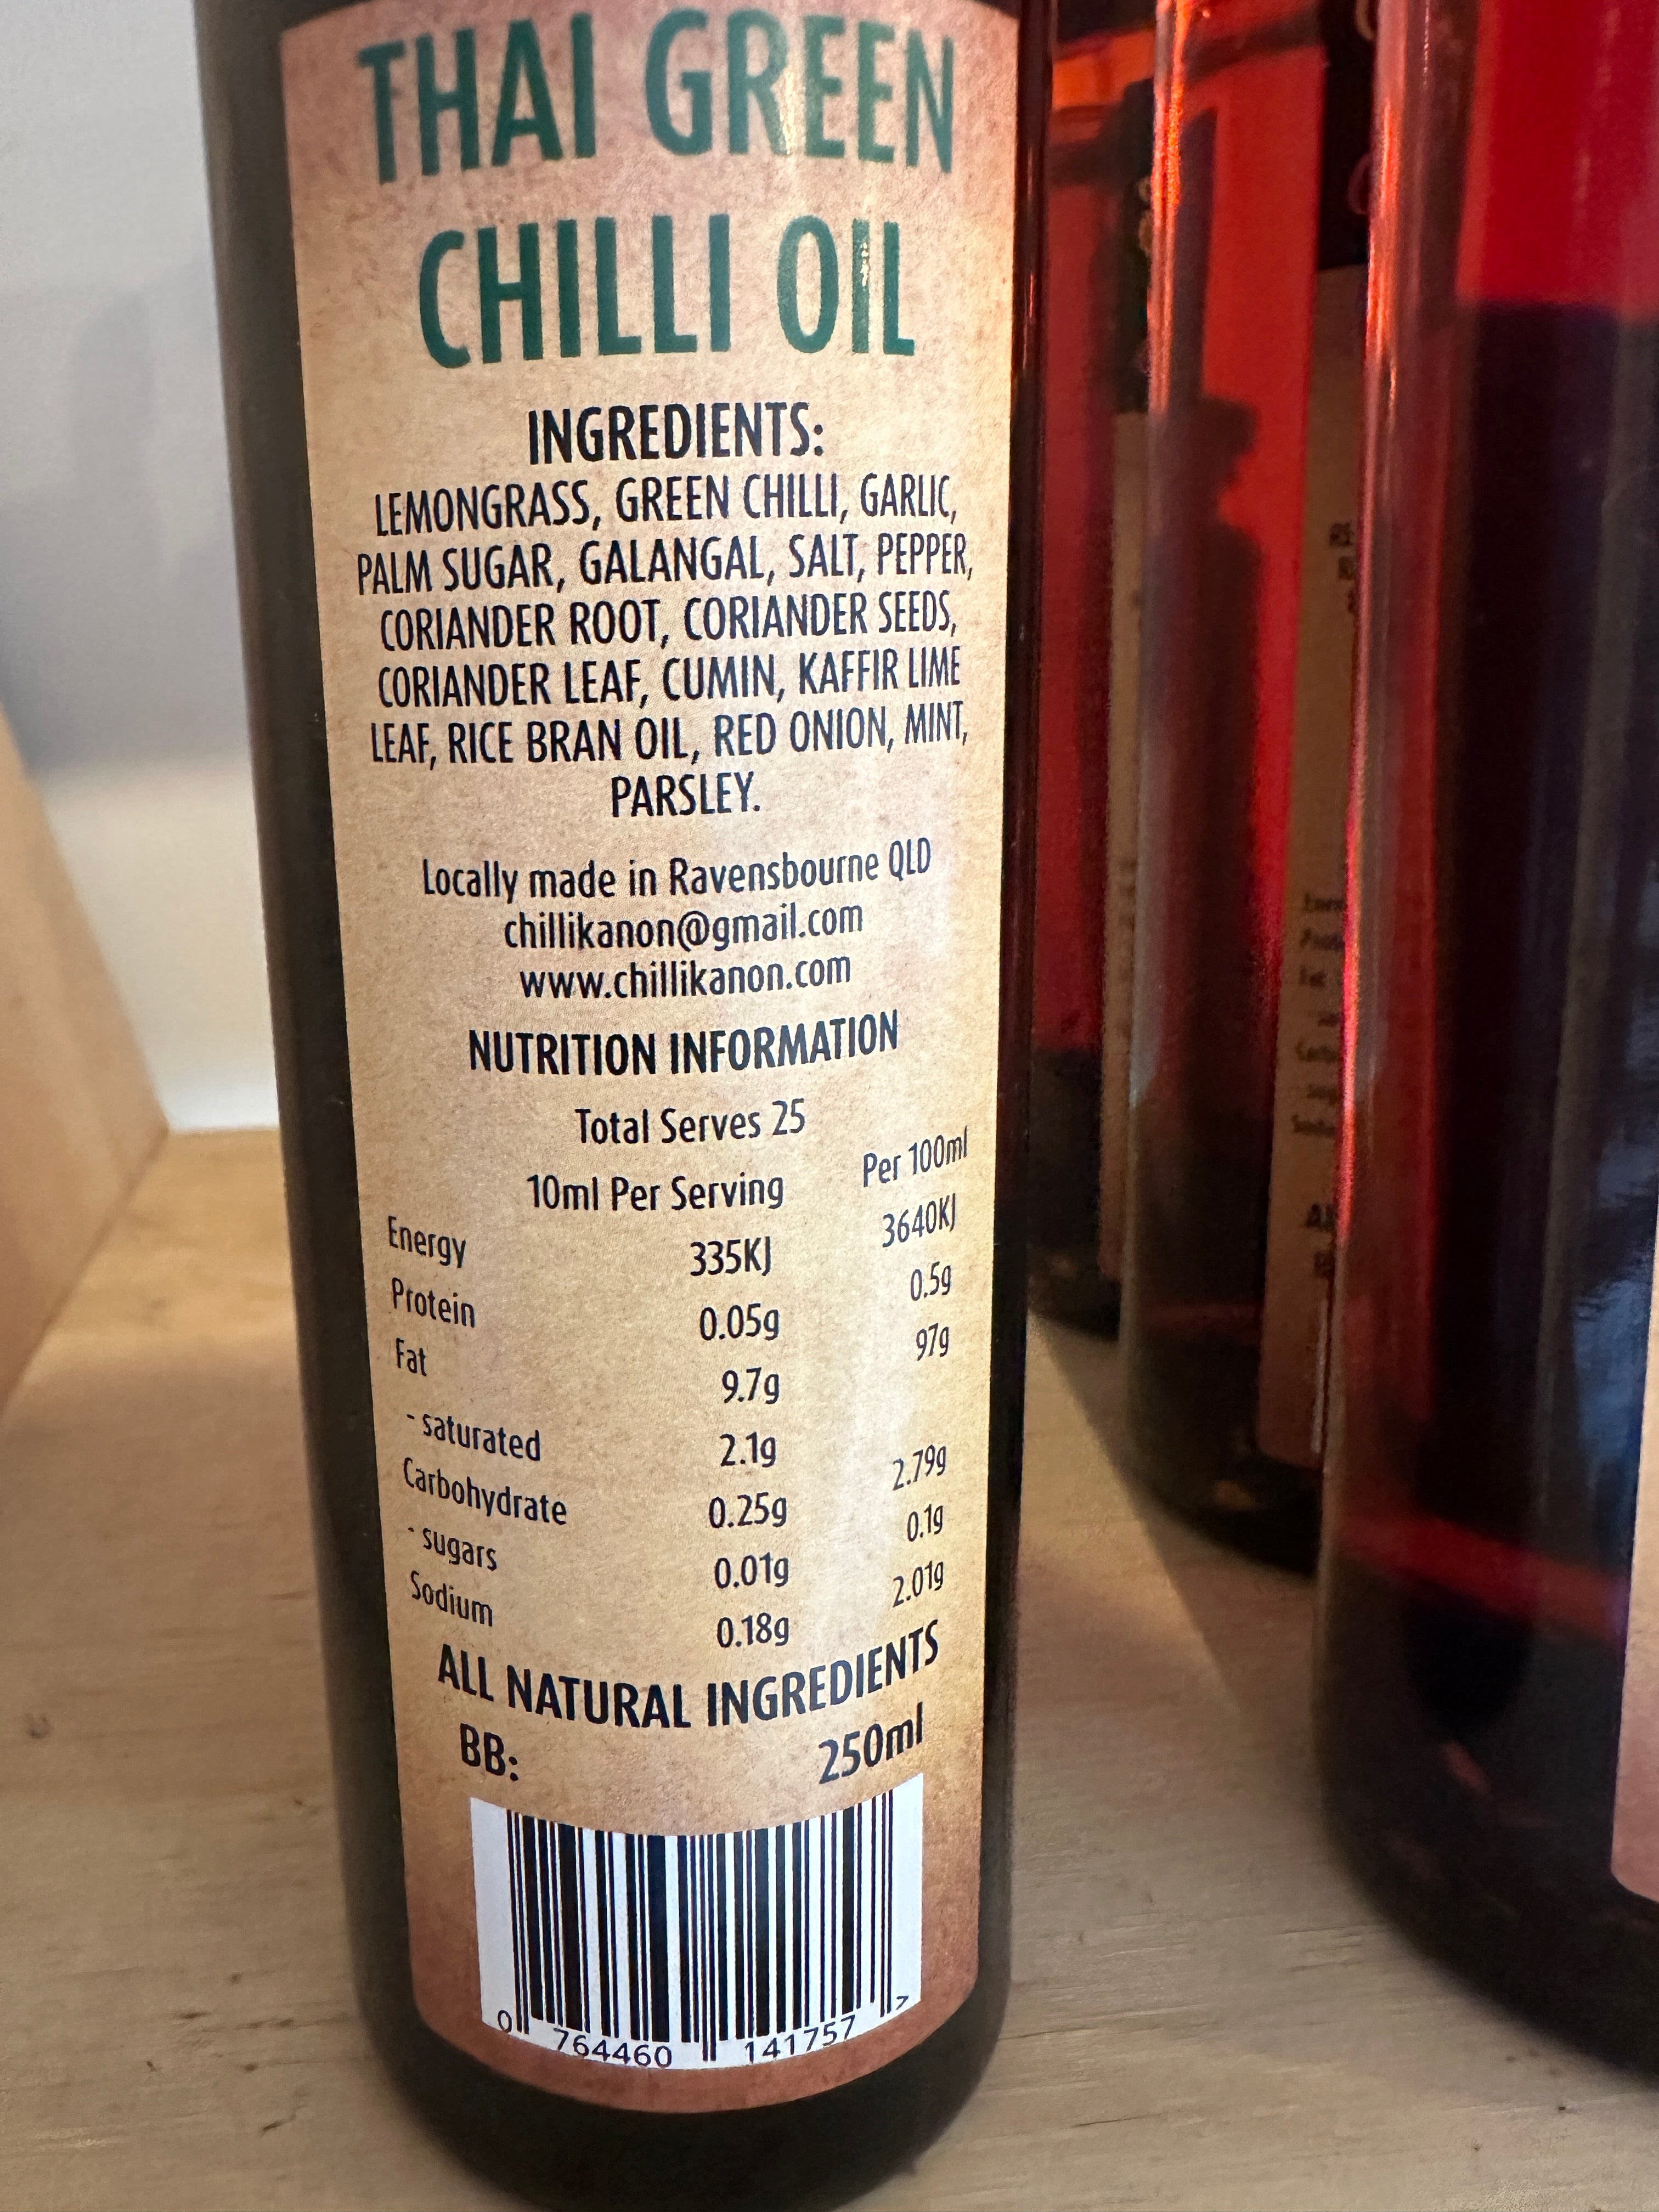 THAI GREEN
CHILLI OIL
INGREDIENTS:
LEMONGRASS, GREEN CHILLI, GARLIC,
PALM SUGAR, GALANGAL, SALT, PEPPER,
CORIANDER ROOT, CORIANDER SEEDS,
CORIANDER LEAF, CUMIN, KAFFIR LIME
LEAF, RICE BRAN OIL, RED ONION, MINT,
PARSLEY.
Locally made in Ravensbourne QLD
chillikanon@gmail.com
www.chillikanon.com
NUTRITION INFORMATION
Total Serves 25
10ml Per Serving Per 100ml
Energy 335KJ 3640KJ
Protein 0.05g 0.5g
Fat 9.7g 97g
- saturated 2.1g
Carbohydrate 0.25g 2.79g
- sugars 0.01g 0.1g
Sodium 0.18g 2.01g
ALL NATURAL INGREDIENTS
BB: 250ml
0 764460 141757 7